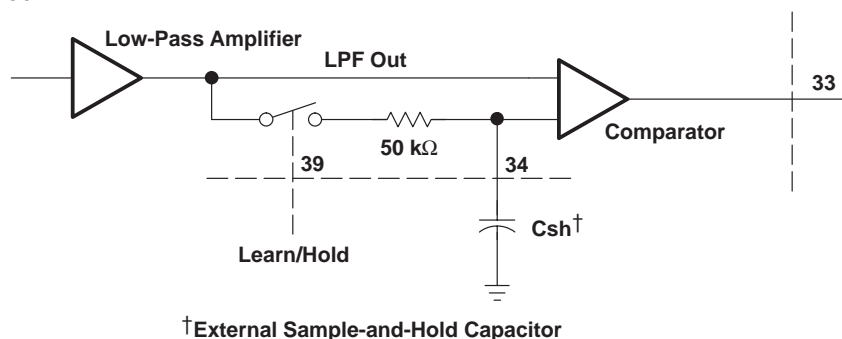 Low-Pass Amplifier
LPF Out
33
Comparator
50 kΩ
39
34
Csh†
Learn/Hold
†External Sample-and-Hold Capacitor